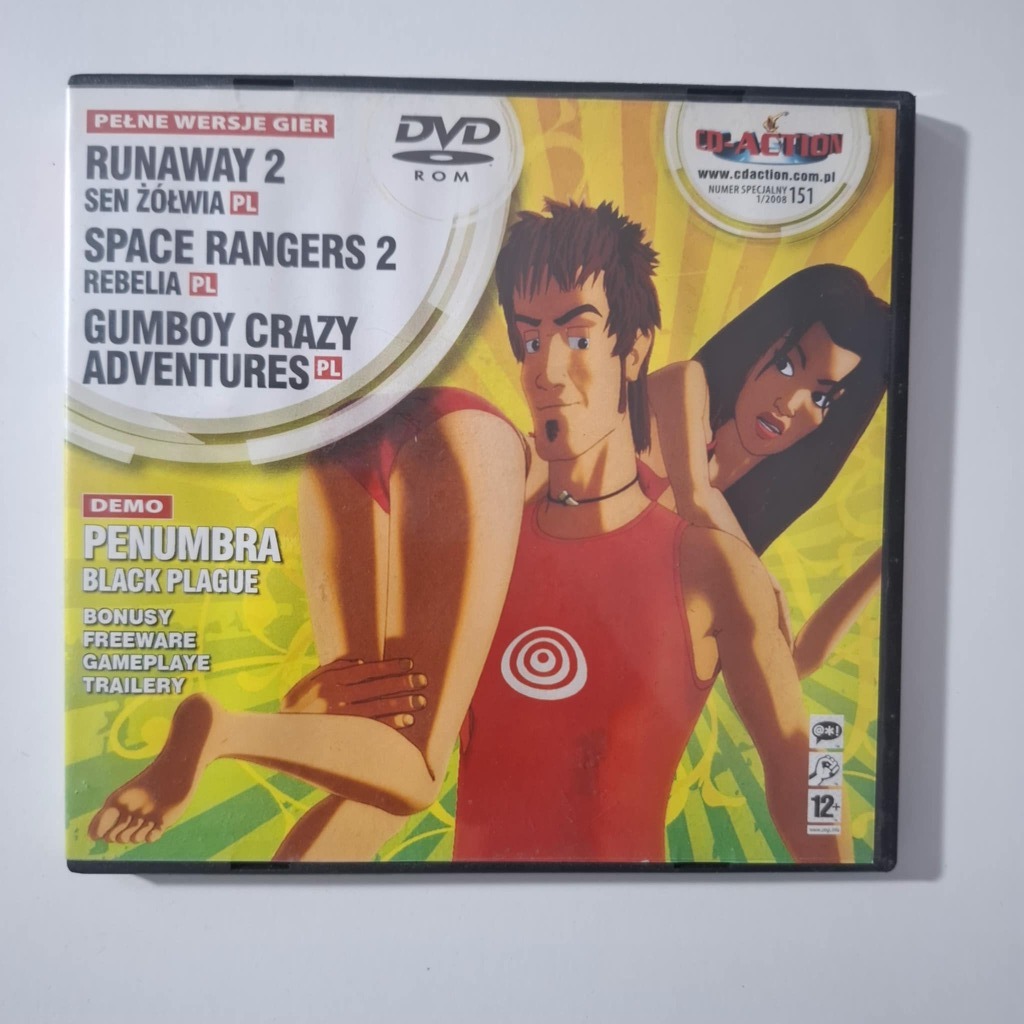 PEŁNE WERSJE GIER
RUNAWAY 2
SEN ŻÓŁWIA PL
SPACE RANGERS 2
REBELIA PL
GUMBOY CRAZY
ADVENTURES PL
DVD
ROM
CD-ACTION
www.cdaction.com.pl
NUMER SPECJALNY
1/2008 151
DEMO
PENUMBRA
BLACK PLAGUE
BONUSY
FREEWARE
GAMEPLAYE
TRAILERY
@*!
12+